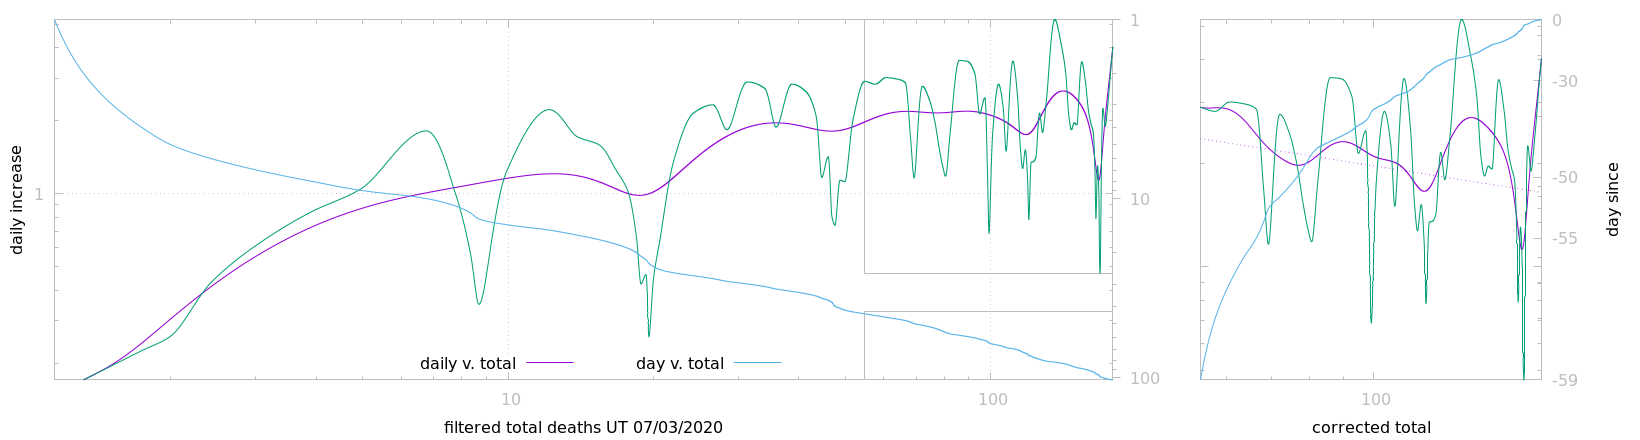 daily increase
1
daily v. total
day v. total
10
100
filtered total deaths UT 07/03/2020
1
10
100
100
corrected total
0
-30
-50
-55
-59
day since